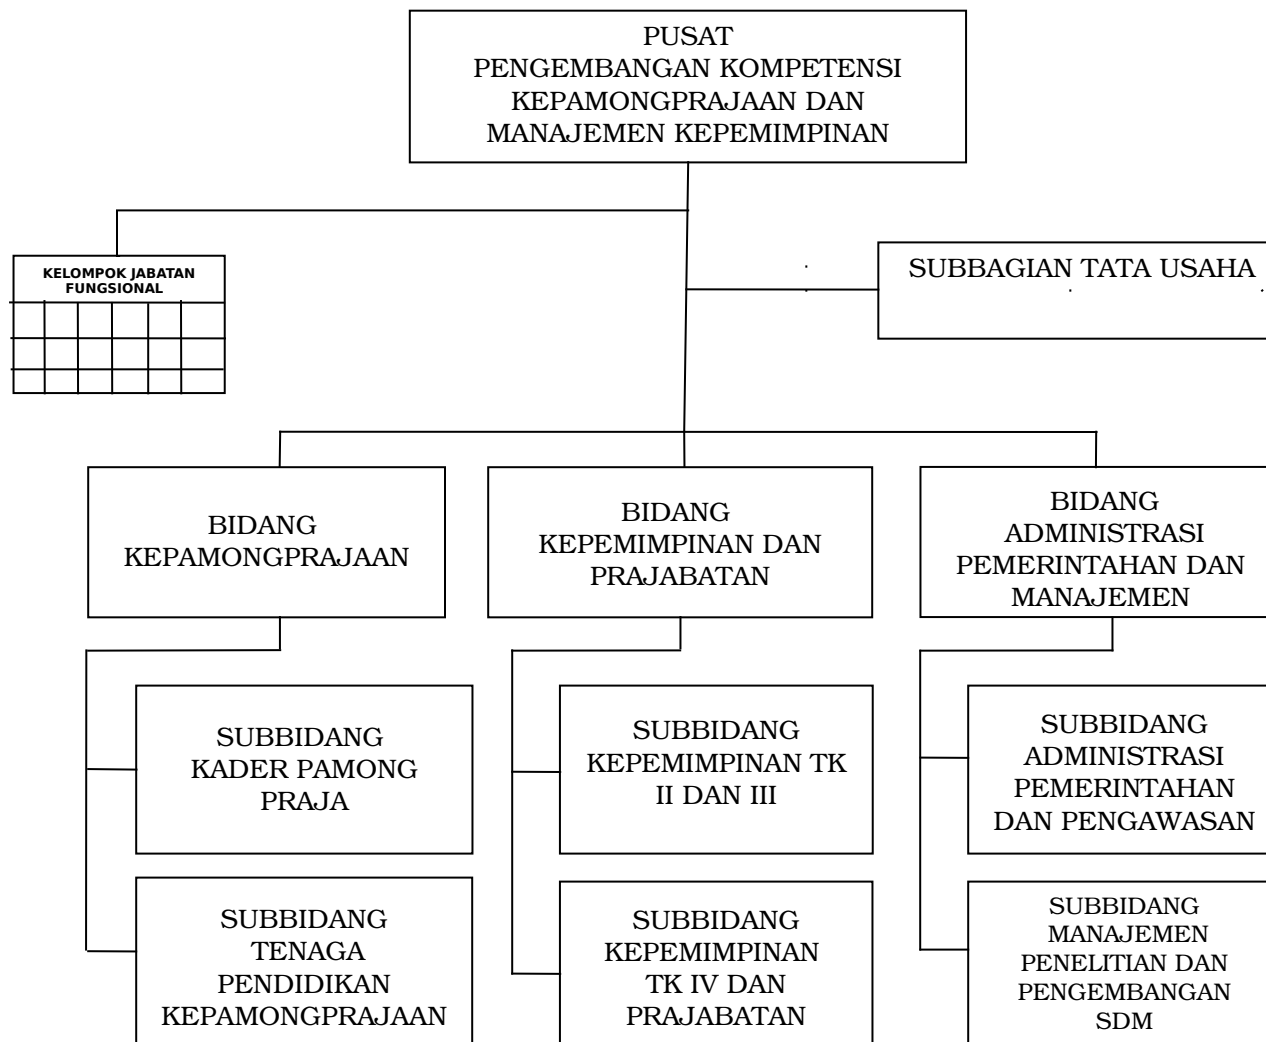 PUSAT
PENGEMBANGAN KOMPETENSI
KEPAMONGPRAJAAN DAN
MANAJEMEN KEPEMIMPINAN
KELOMPOK JABATAN
FUNGSIONAL
SUBBAGIAN TATA USAHA
BIDANG
KEPAMONGPRAJAAN
BIDANG
KEPEMIMPINAN DAN
PRAJABATAN
BIDANG
ADMINISTRASI
PEMERINTAHAN DAN
MANAJEMEN
SUBBIDANG
KADER PAMONG
PRAJA
SUBBIDANG
KEPEMIMPINAN TK
II DAN III
SUBBIDANG
ADMINISTRASI
PEMERINTAHAN
DAN PENGAWASAN
SUBBIDANG
TENAGA
PENDIDIKAN
KEPAMONGPRAJAAN
SUBBIDANG
KEPEMIMPINAN
TK IV DAN
PRAJABATAN
SUBBIDANG
MANAJEMEN
PENELITIAN DAN
PENGEMBANGAN
SDM